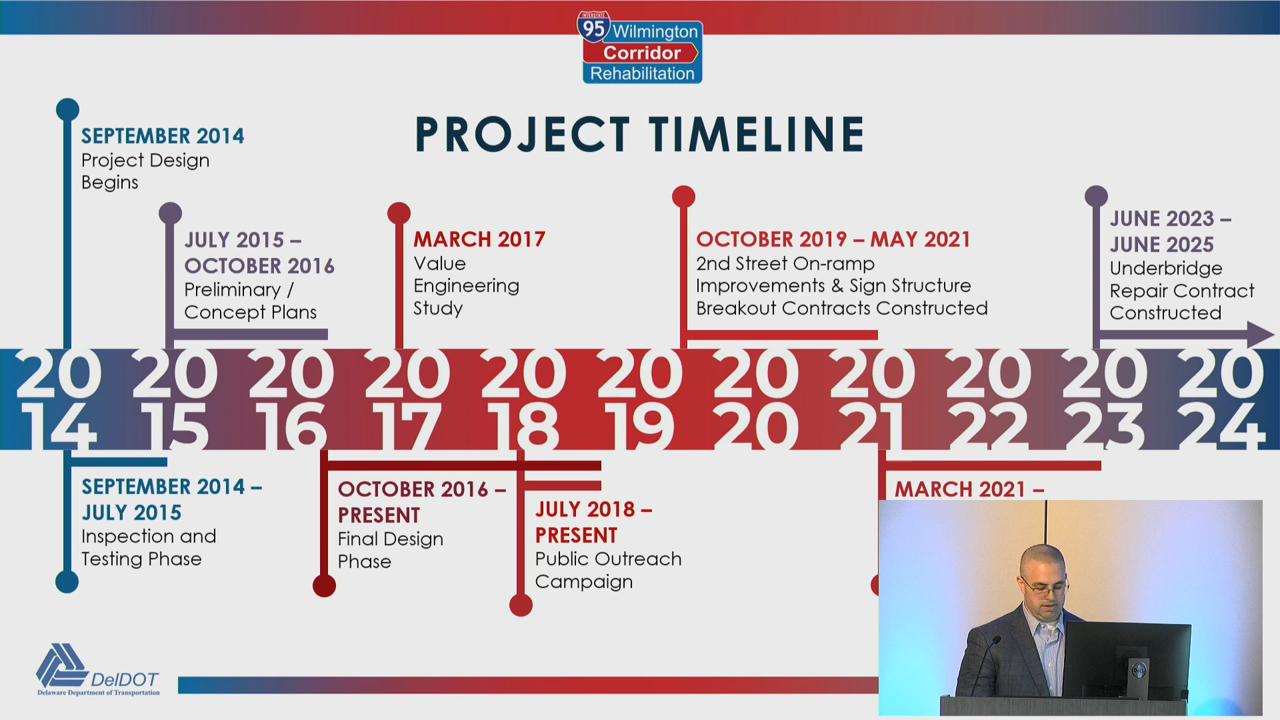 INTERSTATE
95
Wilmington
Corridor
Rehabilitation
PROJECT TIMELINE
SEPTEMBER 2014
Project Design
Begins
JULY 2015 –
OCTOBER 2016
Preliminary /
Concept Plans
MARCH 2017
Value
Engineering
Study
OCTOBER 2019 – MAY 2021
2nd Street On-ramp
Improvements & Sign Structure
Breakout Contracts Constructed
JUNE 2023 –
JUNE 2025
Underbridge
Repair Contract
Constructed
20 20 20 20 20 20 20 20 20 20 20
14 15 16 17 18 19 20 21 22 23 24
SEPTEMBER 2014 –
JULY 2015
Inspection and
Testing Phase
OCTOBER 2016 –
PRESENT
Final Design
Phase
JULY 2018 –
PRESENT
Public Outreach
Campaign
MARCH 2021 –
DelDOT
Delaware Department of Transportation